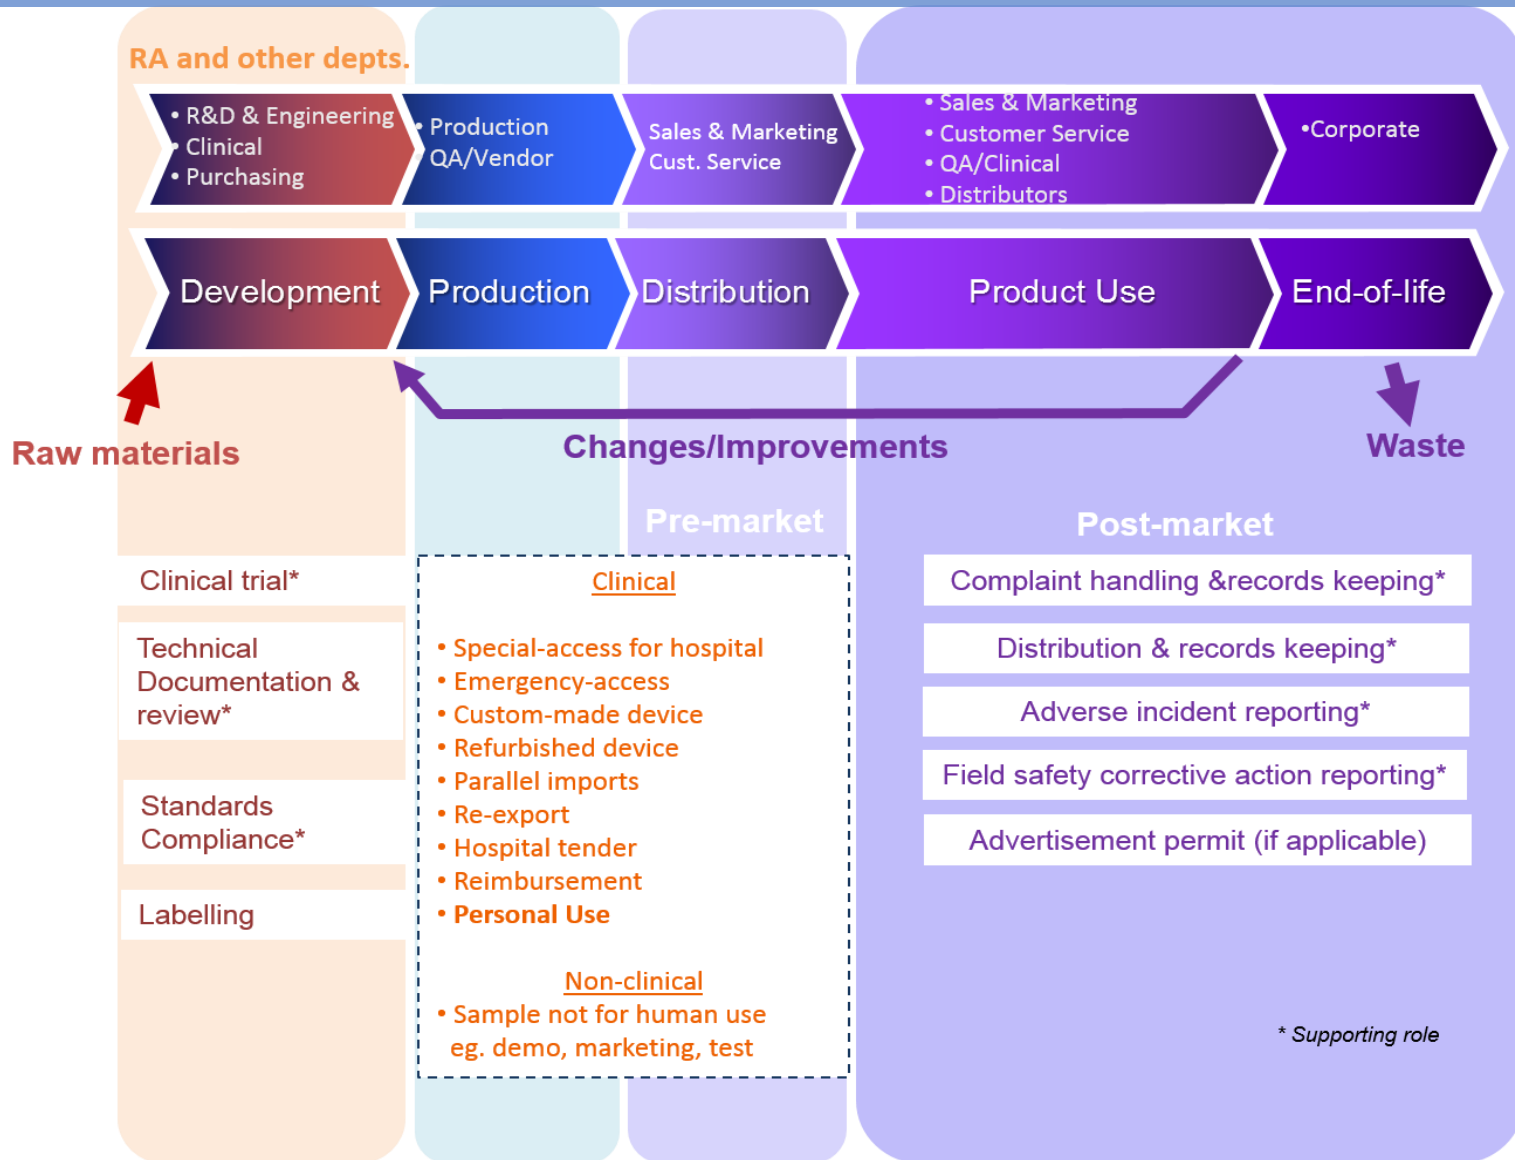 RA and other depts.
• R&D & Engineering
• Clinical
• Purchasing
• Production
QA/Vendor
Sales & Marketing
Cust. Service
• Sales & Marketing
• Customer Service
• QA/Clinical
• Distributors
•Corporate
Development
Production
Distribution
Product Use
End-of-life
Raw materials
Changes/Improvements
Waste
Pre-market
Post-market
Clinical trial*
Technical
Documentation &
review*
Standards
Compliance*
Labelling
Clinical
• Special-access for hospital
• Emergency-access
• Custom-made device
• Refurbished device
• Parallel imports
• Re-export
• Hospital tender
• Reimbursement
• Personal Use
Non-clinical
• Sample not for human use
eg. demo, marketing, test
Complaint handling &records keeping*
Distribution & records keeping*
Adverse incident reporting*
Field safety corrective action reporting*
Advertisement permit (if applicable)
* Supporting role